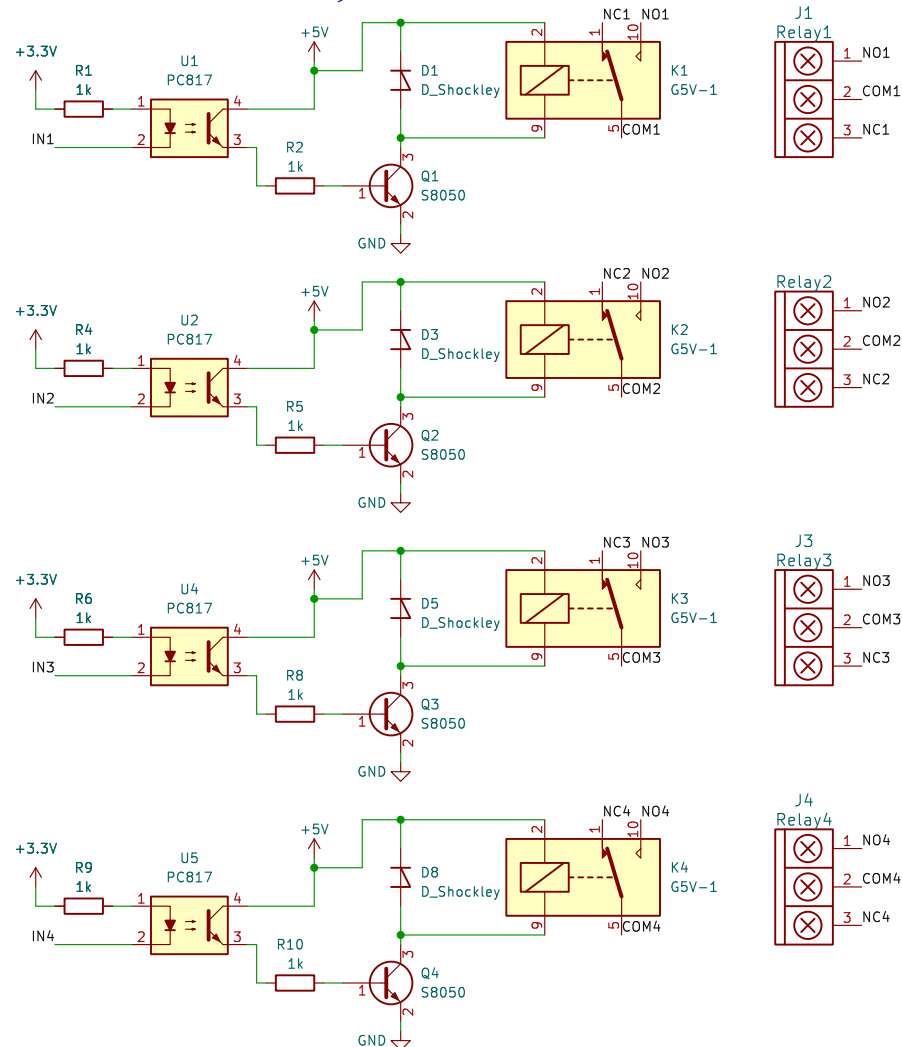 +3.3V
R1
1k
IN1
U1
PC817
1
2
4
3
+5V
R2
1k
D1
D_Shockley
Q1
S8050
1
3
2
GND
2
9
NC1
NO1
1
10
5
COM1
K1
G5V-1
J1
Relay1
1 NO1
2 COM1
3 NC1
+3.3V
R4
1k
IN2
U2
PC817
1
2
4
3
+5V
R5
1k
D3
D_Shockley
Q2
S8050
1
3
2
GND
2
9
NC2
NO2
1
10
5
COM2
K2
G5V-1
Relay2
1 NO2
2 COM2
3 NC2
+3.3V
R6
1k
IN3
U4
PC817
1
2
4
3
+5V
R8
1k
D5
D_Shockley
Q3
S8050
1
3
2
GND
2
9
NC3
NO3
1
10
5
COM3
K3
G5V-1
J3
Relay3
1 NO3
2 COM3
3 NC3
+3.3V
R9
1k
IN4
U5
PC817
1
2
4
3
+5V
R10
1k
D8
D_Shockley
Q4
S8050
1
3
2
GND
2
9
NC4
NO4
1
10
5
COM4
K4
G5V-1
J4
Relay4
1 NO4
2 COM4
3 NC4